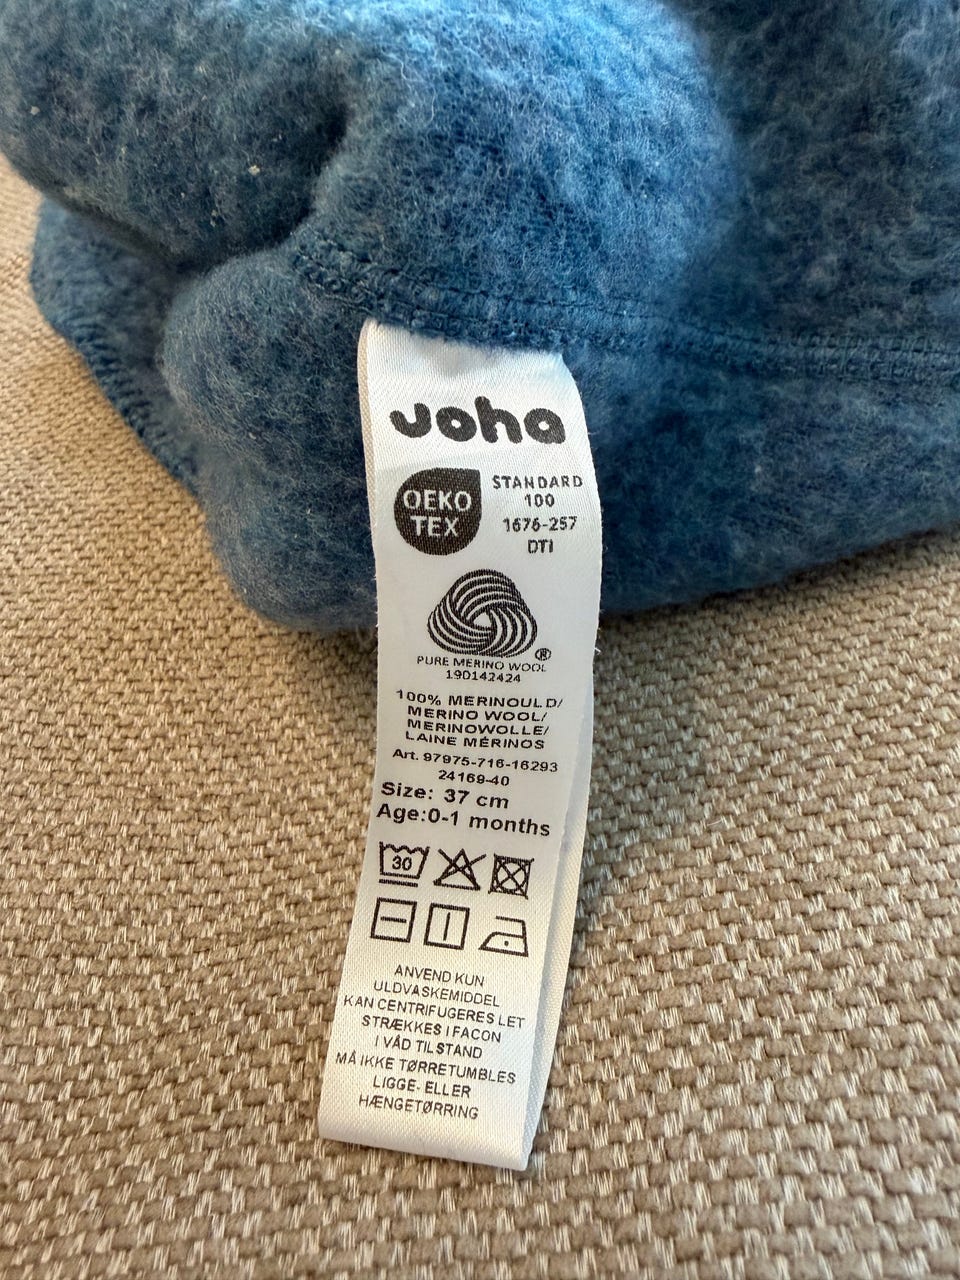 Joha
OEKO
TEX
STANDARD
100
1676-257
DTI
PURE MERINO WOOL
190142424
100% MERINOULD/
MERINO WOOL/
MERINOWOLLE/
LAINE MÉRINOS
Art. 97975-716-16293
24169-40
Size: 37 cm
Age:0-1 months
30
ANVEND KUN
ULDVASKEMIDDEL
KAN CENTRIFUGERES LET
STRÆKKES I FACON
I VÅD TILSTAND
MÅ IKKE TØRRETUMBLES
LIGGE- ELLER
HÆNGETØRRING